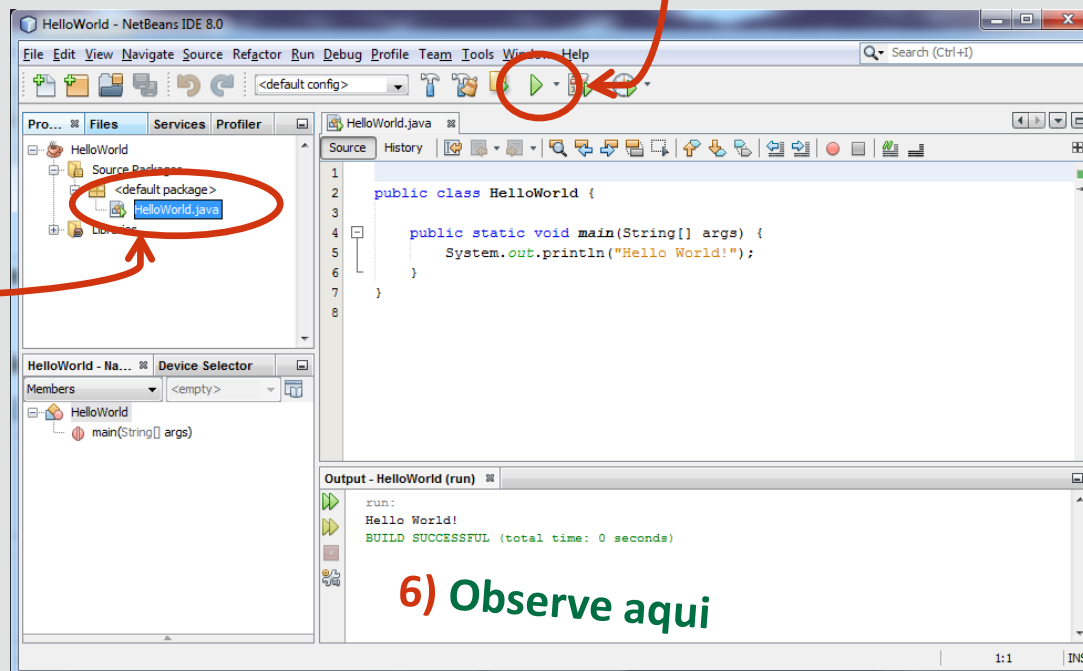 HelloWorld - NetBeans IDE 8.0
File Edit View Navigate Source Refactor Run Debug Profile Team Tools Window Help
Search (Ctrl+I)
<default config>
Pro... Files Services Profiler
HelloWorld
Source Packages
<default package>
HelloWorld.java
Libraries
HelloWorld.java
Source History
1
2 public class HelloWorld {
3
4 public static void main(String[] args) {
5 System.out.println("Hello World!");
6 }
7 }
8
HelloWorld - Na... Device Selector
Members <empty>
HelloWorld
main(String[] args)
Output - HelloWorld (run)
run:
Hello World!
BUILD SUCCESSFUL (total time: 0 seconds)
6) Observe aqui
1:1